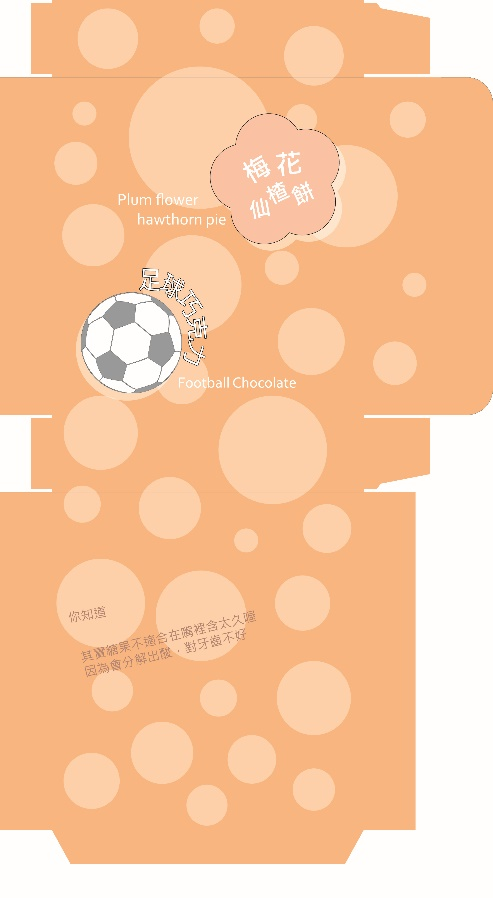 梅花
仙楂餅
Plum flower
hawthorn pie
足球巧克力
Football Chocolate
你知道
其實糖果不適合在嘴裡含太久喔
因為會分解出酸，對牙齒不好